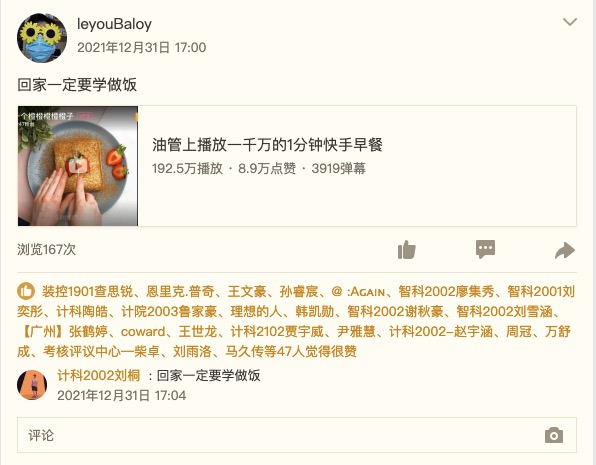 leyouBaloy
2021年12月31日 17:00
回家一定要学做饭
一个橙橙橙橙橙子
油管上播放一千万的1分钟快手早餐
192.5万播放 · 8.9万点赞 · 3919弹幕
浏览167次
装控1901查思锐、恩里克.普奇、王文豪、孙睿宸、@ :AGAIN、智科2002廖集秀、智科2001刘
奕彤、计科陶皓、计院2003鲁家豪、理想的人、韩凯勋、智科2002谢秋豪、智科2002刘雪涵、
【广州】张鹤婷、coward、王世龙、计科2102贾宇威、尹雅慧、计科2002-赵宇涵、周冠、万舒
成、考核评议中心—柴卓、刘雨洛、马久传等47人觉得很赞
计科2002刘桐 : 回家一定要学做饭
2021年12月31日 17:04
评论